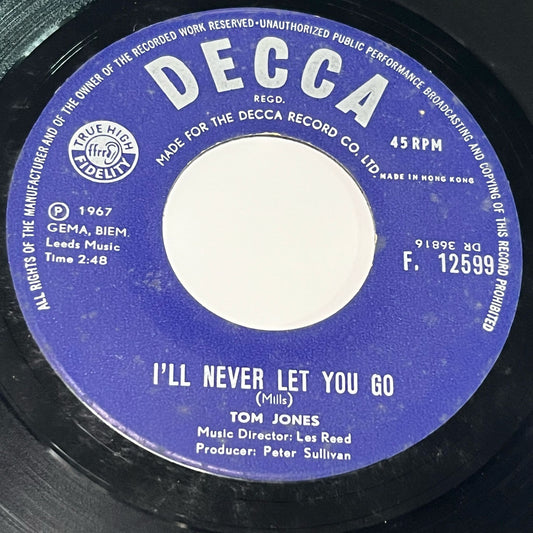 ALL RIGHTS OF THE MANUFACTURER AND OF THE OWNER OF THE RECORDED WORK RESERVED·UNAUTHORIZED PUBLIC PERFORMANCE BROADCASTING AND COPYING OF THIS RECORD PROHIBITED
DECCA
REGD.
MADE FOR THE DECCA RECORD CO. LTD.
45 RPM
MADE IN HONG KONG
TRUE HIGH
ffrr
FIDELITY
℗ 1967
GEMA, BIEM.
Leeds Music
Time 2:48
DR 36816
F. 12599
I'LL NEVER LET YOU GO
(Mills)
TOM JONES
Music Director: Les Reed
Producer: Peter Sullivan